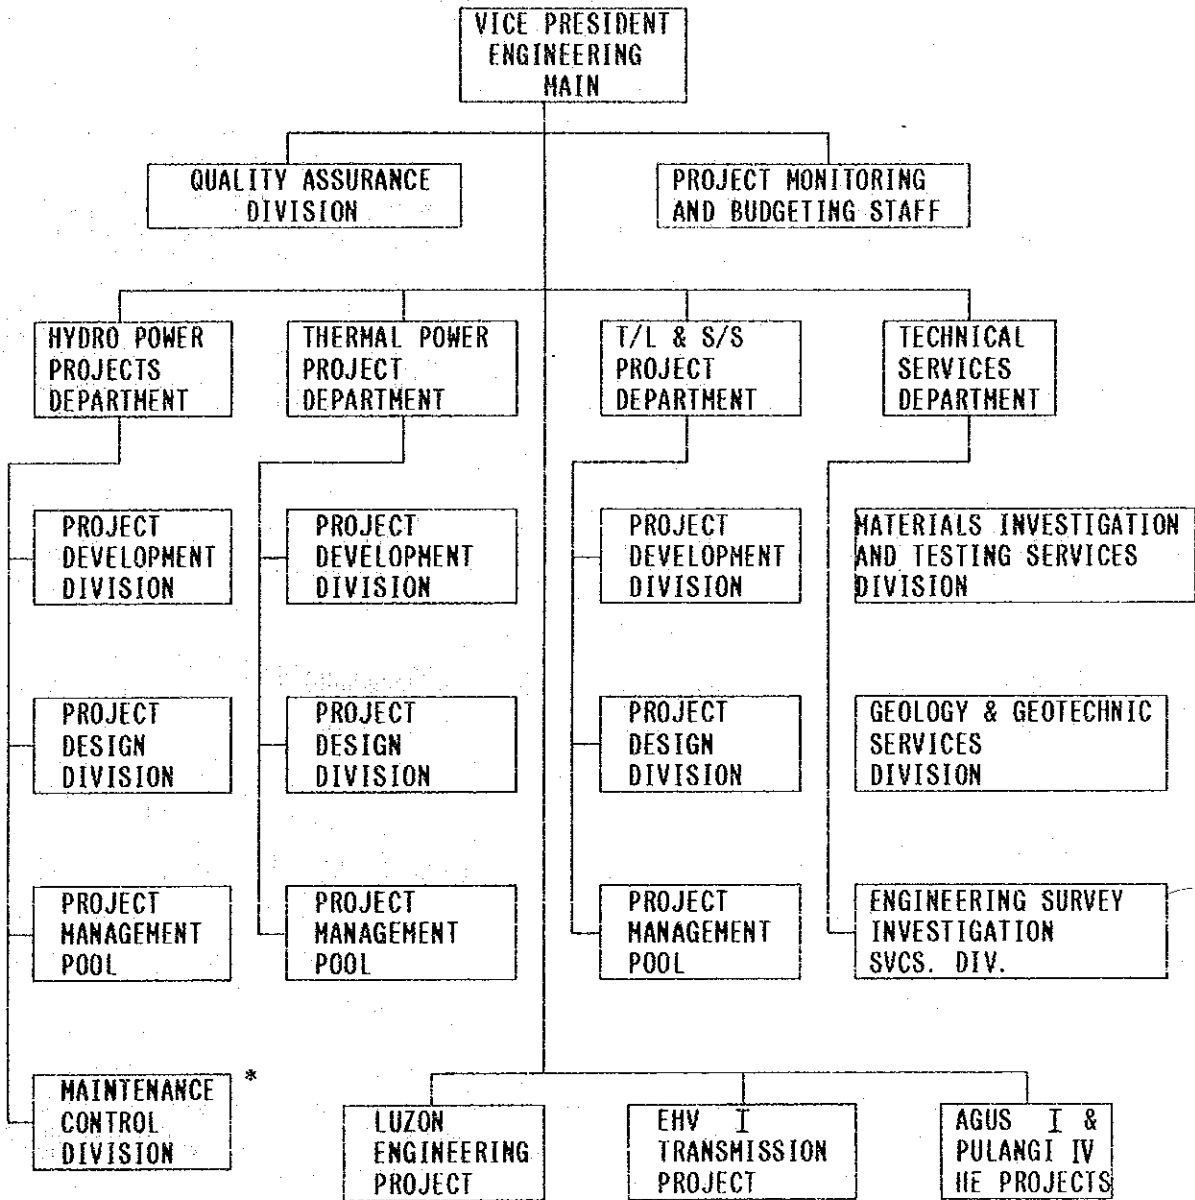 VICE PRESIDENT
ENGINEERING
MAIN
QUALITY ASSURANCE
DIVISION
PROJECT MONITORING
AND BUDGETING STAFF
HYDRO POWER
PROJECTS
DEPARTMENT
THERMAL POWER
PROJECT
DEPARTMENT
T/L & S/S
PROJECT
DEPARTMENT
TECHNICAL
SERVICES
DEPARTMENT
PROJECT
DEVELOPMENT
DIVISION
PROJECT
DEVELOPMENT
DIVISION
PROJECT
DEVELOPMENT
DIVISION
MATERIALS INVESTIGATION
AND TESTING SERVICES
DIVISION
PROJECT
DESIGN
DIVISION
PROJECT
DESIGN
DIVISION
PROJECT
DESIGN
DIVISION
GEOLOGY & GEOTECHNIC
SERVICES
DIVISION
PROJECT
MANAGEMENT
POOL
PROJECT
MANAGEMENT
POOL
PROJECT
MANAGEMENT
POOL
ENGINEERING SURVEY
INVESTIGATION
SVCS. DIV.
MAINTENANCE
CONTROL
DIVISION
*
LUZON
ENGINEERING
PROJECT
EHV I
TRANSMISSION
PROJECT
AGUS I &
PULANGI IV
HE PROJECTS